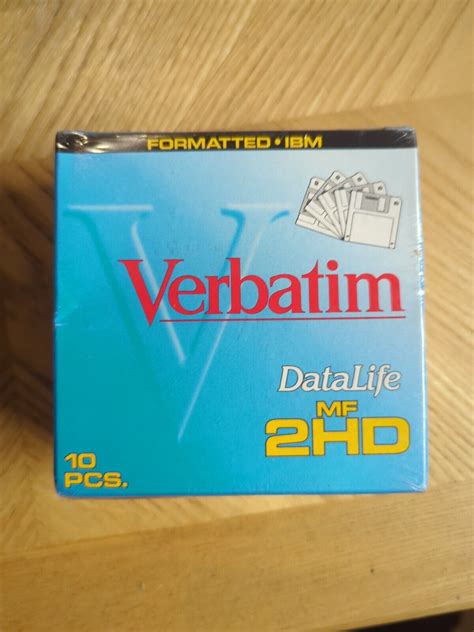 FORMATTED • IBM
Verbatim
DataLife
MF
2HD
10
PCS.